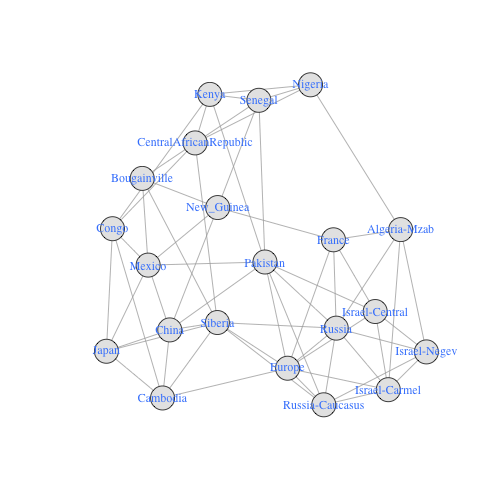 Nigeria
Kenya
Senegal
CentralAfricanRepublic
Bougainville
New_Guinea
Congo
Algeria-Mzab
France
Mexico
Pakistan
Israel-Central
Siberia
China
Russia
Japan
Israel-Negev
Europe
Israel-Carmel
Cambodia
Russia-Caucasus